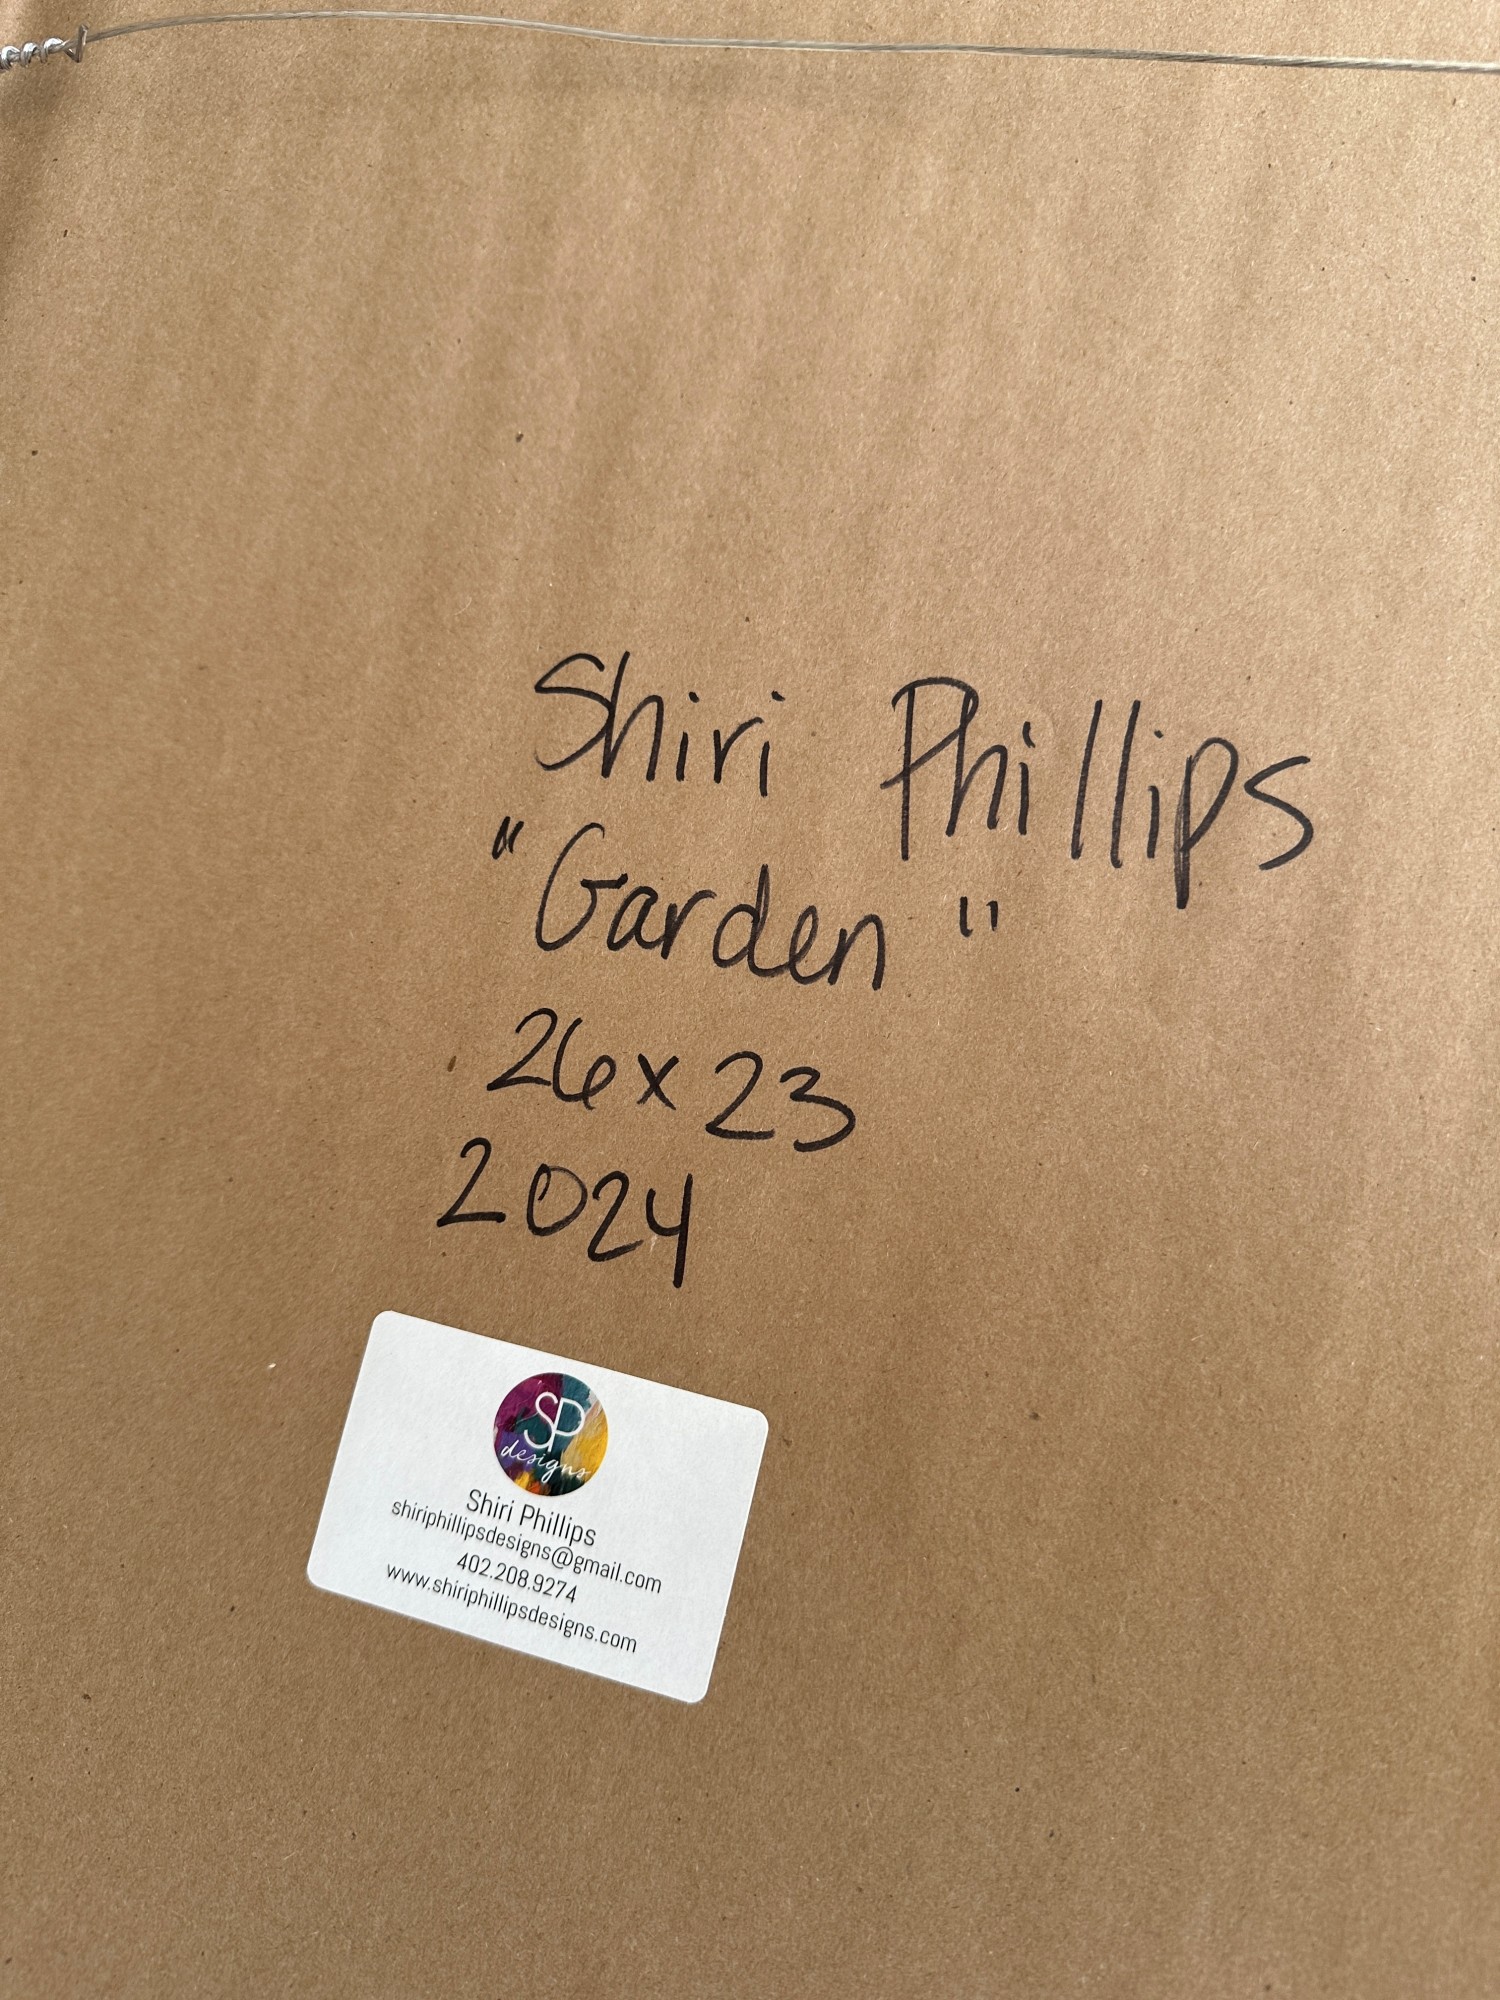 Shiri Phillips
"Garden"
26x23
2024
SP
designs
Shiri Phillips
shiriphillipsdesigns@gmail.com
402.208.9274
www.shiriphillipsdesigns.com